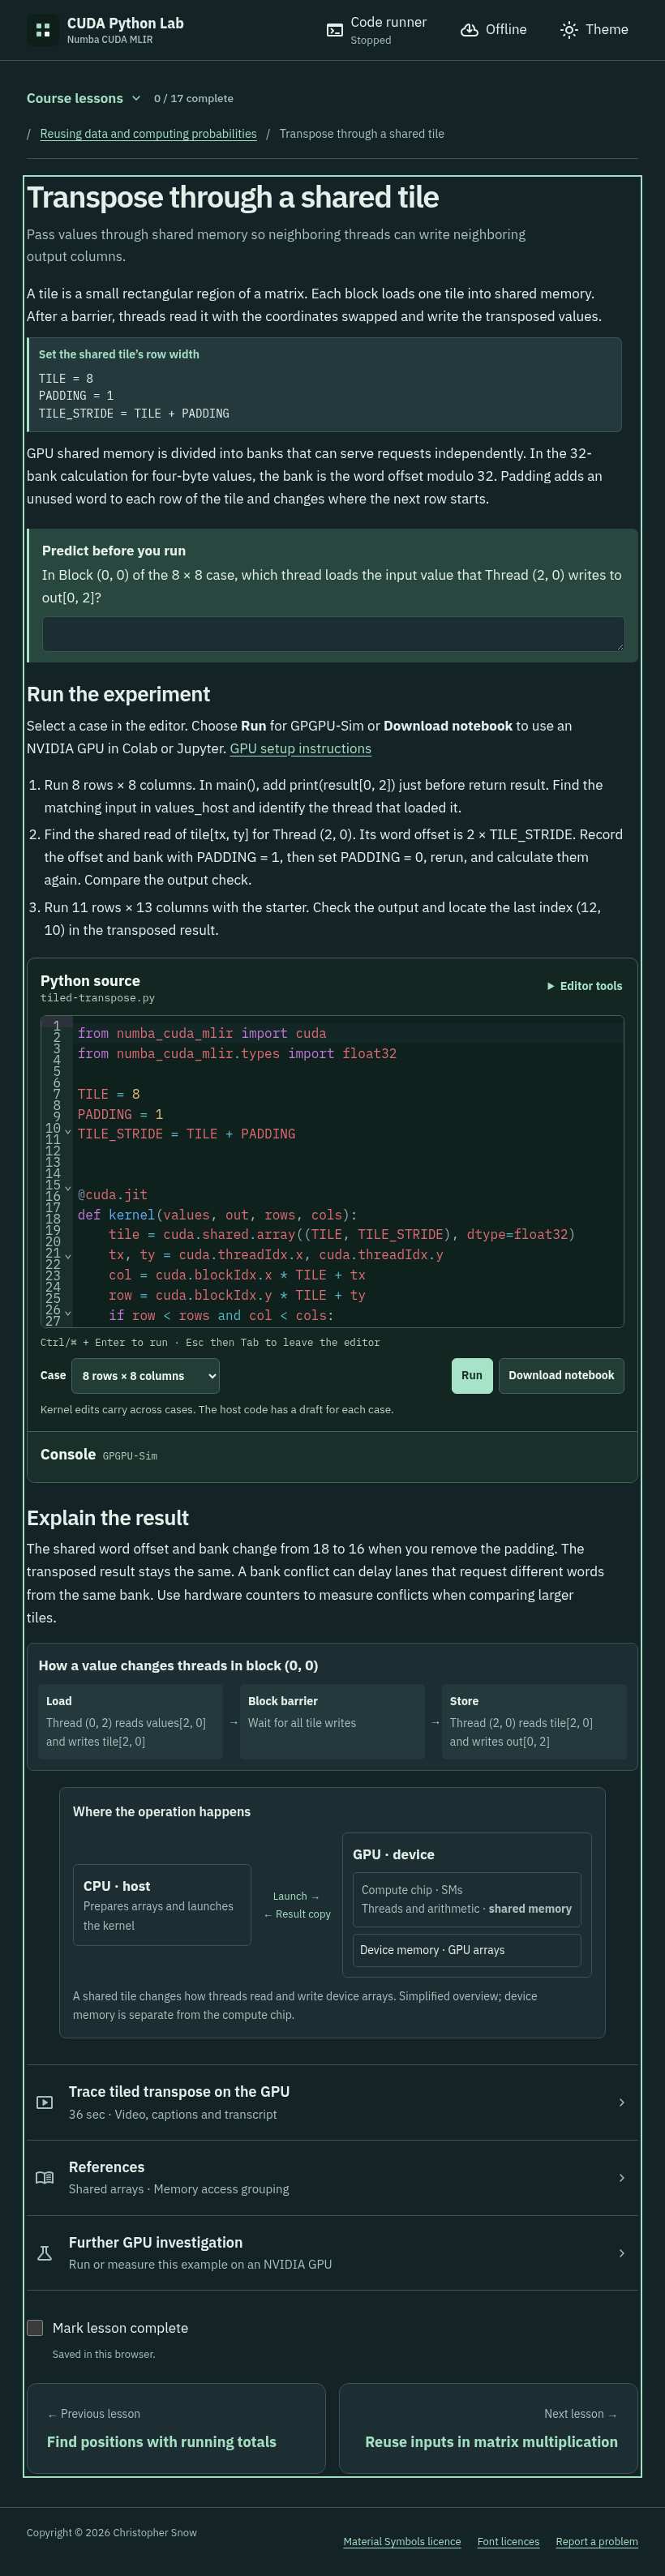 CUDA Python Lab
Numba CUDA MLIR
Code runner
Stopped
Offline
Theme
Course lessons
0 / 17 complete
/ Reusing data and computing probabilities / Transpose through a shared tile
Transpose through a shared tile
Pass values through shared memory so neighboring threads can write neighboring
output columns.
A tile is a small rectangular region of a matrix. Each block loads one tile into shared memory.
After a barrier, threads read it with the coordinates swapped and write the transposed values.
Set the shared tile's row width
TILE = 8
PADDING = 1
TILE_STRIDE = TILE + PADDING
GPU shared memory is divided into banks that can serve requests independently. In the 32-
bank calculation for four-byte values, the bank is the word offset modulo 32. Padding adds an
unused word to each row of the tile and changes where the next row starts.
Predict before you run
In Block (0, 0) of the 8 × 8 case, which thread loads the input value that Thread (2, 0) writes to
out[0, 2]?
Run the experiment
Select a case in the editor. Choose Run for GPGPU-Sim or Download notebook to use an
NVIDIA GPU in Colab or Jupyter. GPU setup instructions
1. Run 8 rows × 8 columns. In main(), add print(result[0, 2]) just before return result. Find the
matching input in values_host and identify the thread that loaded it.
2. Find the shared read of tile[tx, ty] for Thread (2, 0). Its word offset is 2 × TILE_STRIDE. Record
the offset and bank with PADDING = 1, then set PADDING = 0, rerun, and calculate them
again. Compare the output check.
3. Run 11 rows × 13 columns with the starter. Check the output and locate the last index (12,
10) in the transposed result.
Python source
tiled-transpose.py
Editor tools
1
2
3
4
5
6
7
8
9
10
11
12
13
14
15
16
17
18
19
20
21
22
23
24
25
26
27
from numba_cuda_mlir import cuda
from numba_cuda_mlir.types import float32
TILE = 8
PADDING = 1
TILE_STRIDE = TILE + PADDING
@cuda.jit
def kernel(values, out, rows, cols):
tile = cuda.shared.array((TILE, TILE_STRIDE), dtype=float32)
tx, ty = cuda.threadIdx.x, cuda.threadIdx.y
col = cuda.blockIdx.x * TILE + tx
row = cuda.blockIdx.y * TILE + ty
if row < rows and col < cols:
Ctrl/⌘ + Enter to run · Esc then Tab to leave the editor
Case
8 rows × 8 columns
Run
Download notebook
Kernel edits carry across cases. The host code has a draft for each case.
Console GPGPU-Sim
Explain the result
The shared word offset and bank change from 18 to 16 when you remove the padding. The
transposed result stays the same. A bank conflict can delay lanes that request different words
from the same bank. Use hardware counters to measure conflicts when comparing larger
tiles.
How a value changes threads in block (0, 0)
Load
Thread (0, 2) reads values[2, 0]
and writes tile[2, 0]
→
Block barrier
Wait for all tile writes
→
Store
Thread (2, 0) reads tile[2, 0]
and writes out[0, 2]
Where the operation happens
CPU · host
Prepares arrays and launches
the kernel
Launch →
← Result copy
GPU · device
Compute chip · SMs
Threads and arithmetic · shared memory
Device memory · GPU arrays
A shared tile changes how threads read and write device arrays. Simplified overview; device
memory is separate from the compute chip.
Trace tiled transpose on the GPU
36 sec · Video, captions and transcript
References
Shared arrays · Memory access grouping
Further GPU investigation
Run or measure this example on an NVIDIA GPU
Mark lesson complete
Saved in this browser.
← Previous lesson
Find positions with running totals
Next lesson →
Reuse inputs in matrix multiplication
Copyright © 2026 Christopher Snow
Material Symbols licence
Font licences
Report a problem